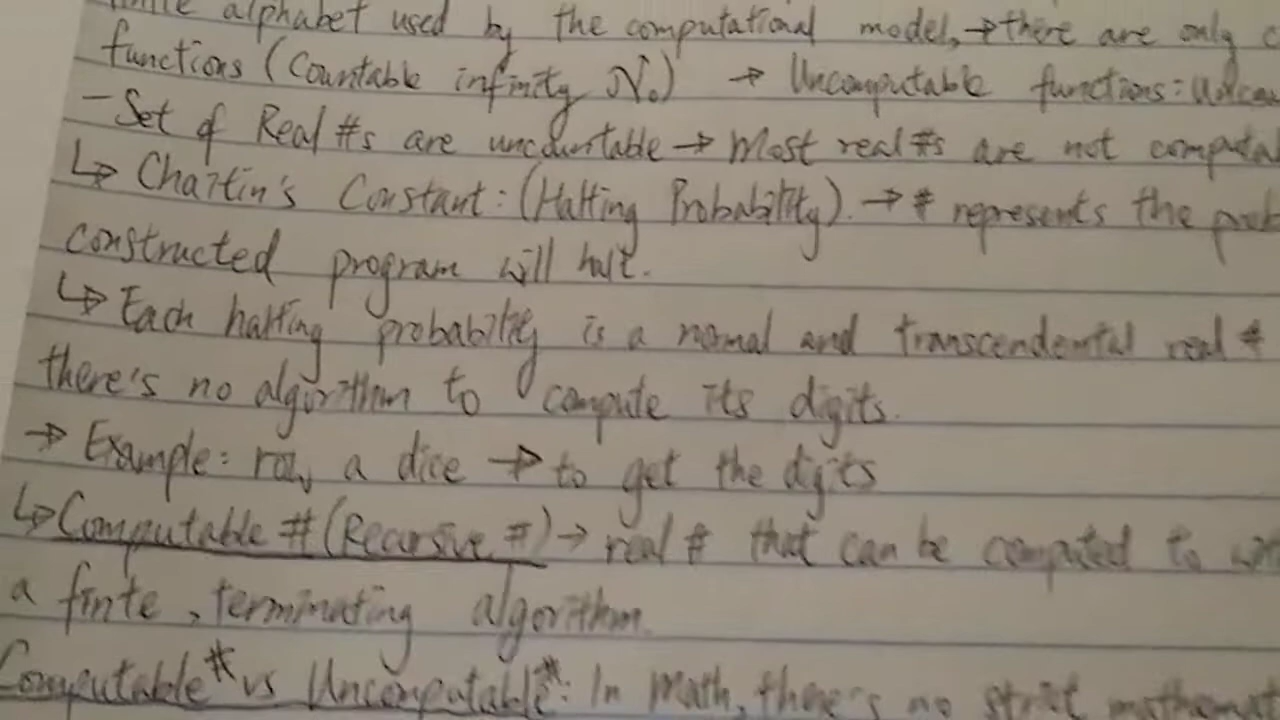 alphabet used by the computational model, → there are only
functions (Countable infinity ℵ₀) → Uncomputable functions:
- Set of Real #s are uncountable → Most real #s are not
↳ Chaitin's Constant: (Halting Probability). → # represents the
constructed program will halt.
↳ Each halting probability is a normal and transcendental real #
there's no algorithm to compute its digits.
→ Example: a dice → to get the digits
↳ Computable # (Recursive #) → real # that can be computed to
a finte, terminating algorithm.
Computable # vs Uncomputable #: In math, there's no strict